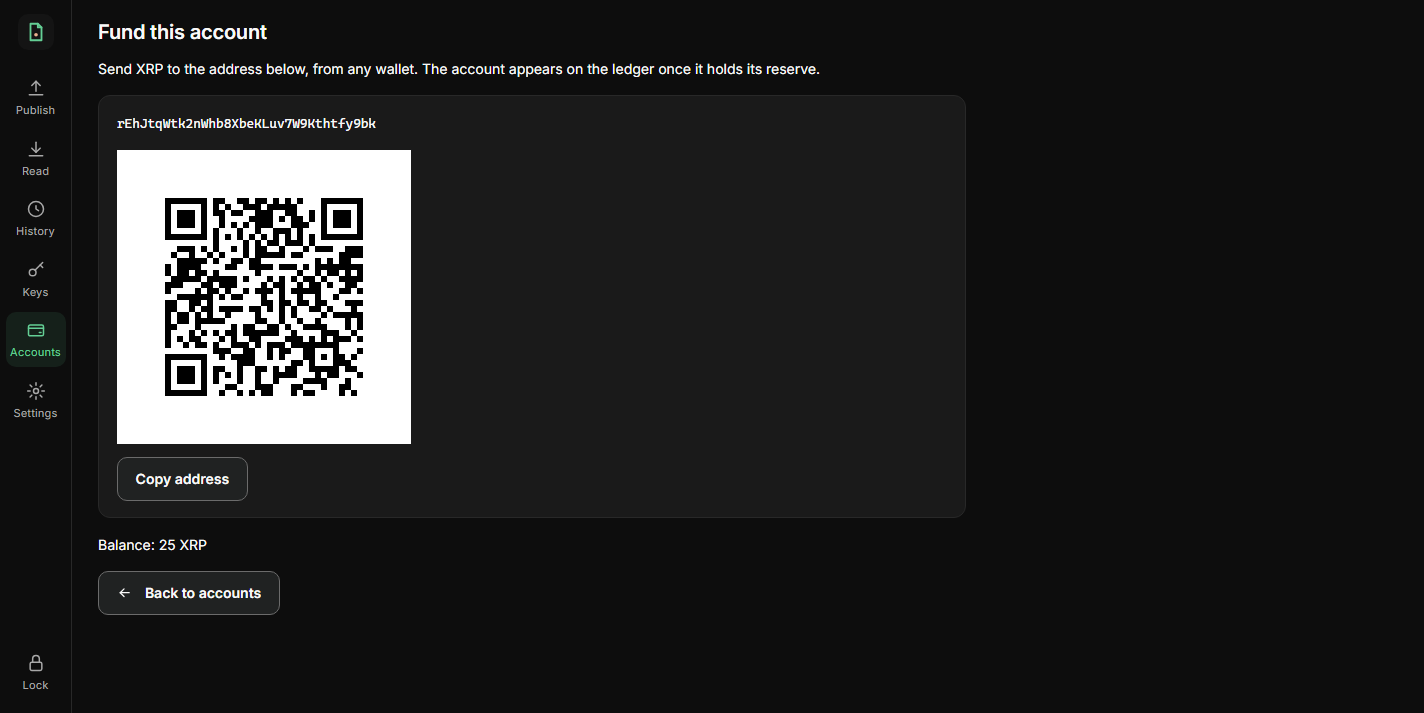 Fund this account
Send XRP to the address below, from any wallet. The account appears on the ledger once it holds its reserve.
rEhJtqWtk2nWhb8XbeKLuv7W9Kthtfy9bk
Copy address
Balance: 25 XRP
Back to accounts
Publish
Read
History
Keys
Accounts
Settings
Lock